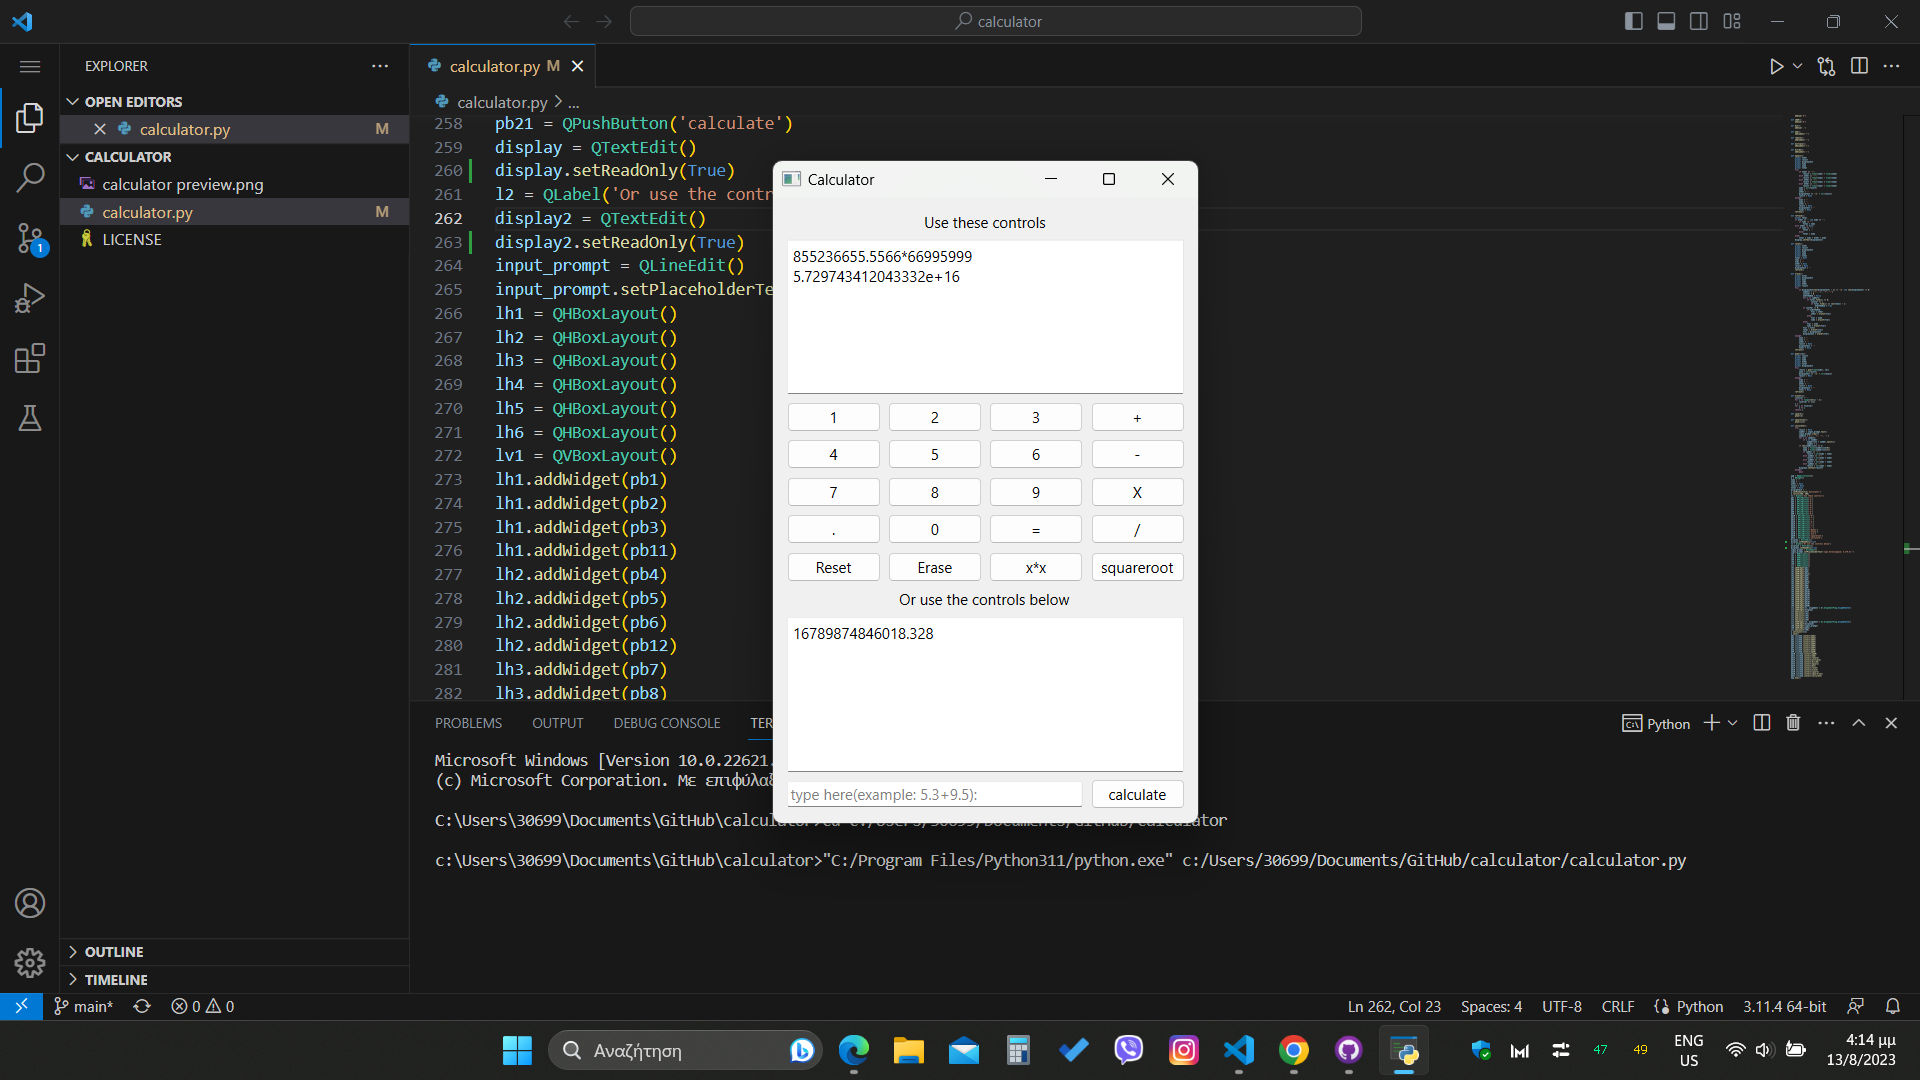 calculator
EXPLORER
OPEN EDITORS
calculator.py M
CALCULATOR
calculator preview.png
calculator.py M
LICENSE
1
OUTLINE
TIMELINE
calculator.py M
calculator.py > ...
258 pb21 = QPushButton('calculate')
259 display = QTextEdit()
260 display.setReadOnly(True)
261 l2 = QLabel('Or use the contr
262 display2 = QTextEdit()
263 display2.setReadOnly(True)
264 input_prompt = QLineEdit()
265 input_prompt.setPlaceholderTe
266 lh1 = QHBoxLayout()
267 lh2 = QHBoxLayout()
268 lh3 = QHBoxLayout()
269 lh4 = QHBoxLayout()
270 lh5 = QHBoxLayout()
271 lh6 = QHBoxLayout()
272 lv1 = QVBoxLayout()
273 lh1.addWidget(pb1)
274 lh1.addWidget(pb2)
275 lh1.addWidget(pb3)
276 lh1.addWidget(pb11)
277 lh2.addWidget(pb4)
278 lh2.addWidget(pb5)
279 lh2.addWidget(pb6)
280 lh2.addWidget(pb12)
281 lh3.addWidget(pb7)
282 lh3.addWidget(pb8)
Calculator
Use these controls
855236655.5566*66995999
5.729743412043332e+16
1 2 3 +
4 5 6 -
7 8 9 X
. 0 = /
Reset Erase x*x squareroot
Or use the controls below
16789874846018.328
type here(example: 5.3+9.5): calculate
PROBLEMS OUTPUT DEBUG CONSOLE TER
Python
Microsoft Windows [Version 10.0.22621.
(c) Microsoft Corporation. Με επιφύλαξ
C:\Users\30699\Documents\GitHub\calculator>cd c:/Users/30699/Documents/GitHub/calculator
c:\Users\30699\Documents\GitHub\calculator>"C:/Program Files/Python311/python.exe" c:/Users/30699/Documents/GitHub/calculator/calculator.py
main* 0 0 Ln 262, Col 23 Spaces: 4 UTF-8 CRLF Python 3.11.4 64-bit
Αναζήτηση
47 49
ENG
US
4:14 μμ
13/8/2023